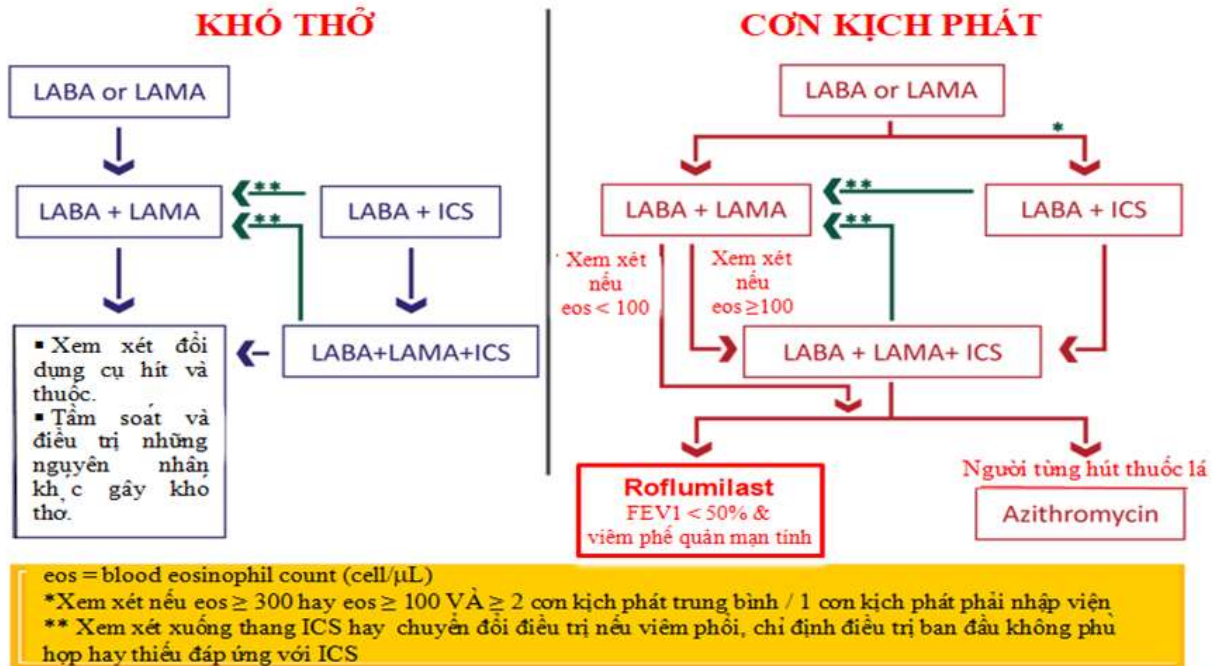 KHÓ THỞ
LABA or LAMA
LABA + LAMA
**
**
LABA + ICS
▪ Xem xét đổi
dụng cụ hít và
thuốc.
▪ Tầm soát và
điều trị những
nguyên nhân
kh¸c gây khó
thơ.
LABA+LAMA+ICS
CƠN KỊCH PHÁT
LABA or LAMA
*
LABA + LAMA
**
**
LABA + ICS
Xem xét
nếu
eos < 100
Xem xét
nếu
eos ≥100
LABA + LAMA+ ICS
Roflumilast
FEV1 < 50% &
viêm phế quản mạn tính
Người từng hút thuốc lá
Azithromycin
eos = blood eosinophil count (cell/µL)
*Xem xét nếu eos ≥ 300 hay eos ≥ 100 VÀ ≥ 2 cơn kịch phát trung bình / 1 cơn kịch phát phải nhập viện
** Xem xét xuống thang ICS hay chuyển đổi điều trị nếu viêm phổi, chỉ định điều trị ban đầu không phù
hợp hay thiếu đáp ứng với ICS